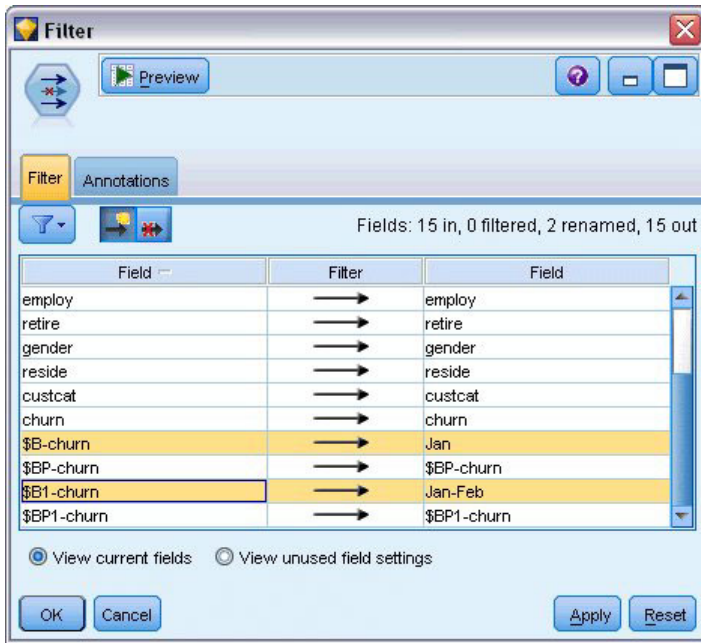 Filter
Preview
Filter Annotations
Fields: 15 in, 0 filtered, 2 renamed, 15 out
Field Filter Field
employ employ
retire retire
gender gender
reside reside
custcat custcat
churn churn
$B-churn Jan
$BP-churn $BP-churn
$B1-churn Jan-Feb
$BP1-churn $BP1-churn
View current fields View unused field settings
OK Cancel Apply Reset